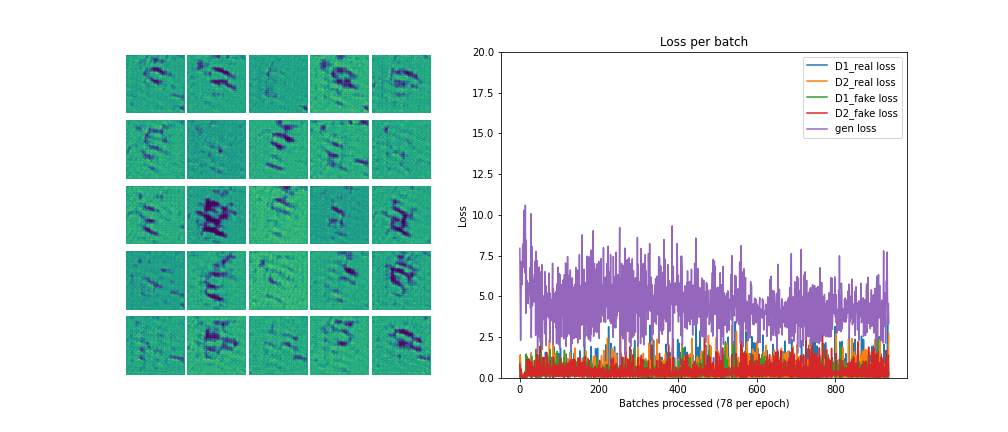 Loss per batch
20.0
17.5
15.0
12.5
10.0
7.5
5.0
2.5
0.0
Loss
D1_real loss
D2_real loss
D1_fake loss
D2_fake loss
gen loss
0 200 400 600 800
Batches processed (78 per epoch)